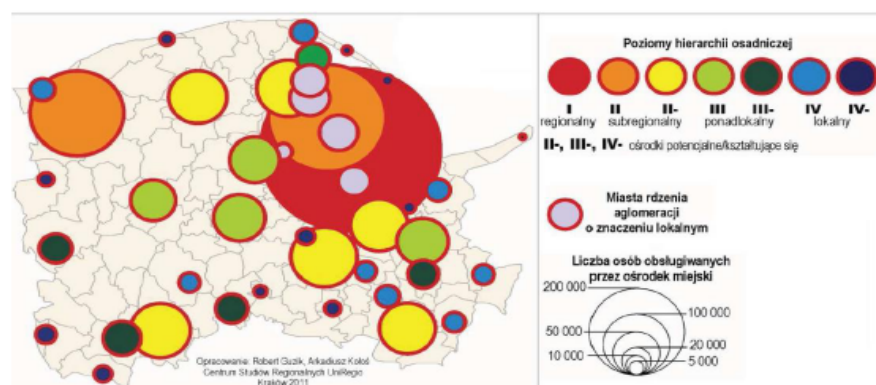 Poziomy hierarchii osadniczej
I II II- III III- IV IV-
regionalny subregionalny ponadlokalny lokalny
II-, III-, IV- ośrodki potencjalne/kształtujące się
Miasta rdzenia
aglomeracji
o znaczeniu lokalnym
Liczba osób obsługiwanych
przez ośrodek miejski
200 000
100 000
50 000
20 000
10 000
5 000
Opracowanie: Robert Guzik, Arkadiusz Kołoś
Centrum Studiów Regionalnych UniRegio
Kraków 2011